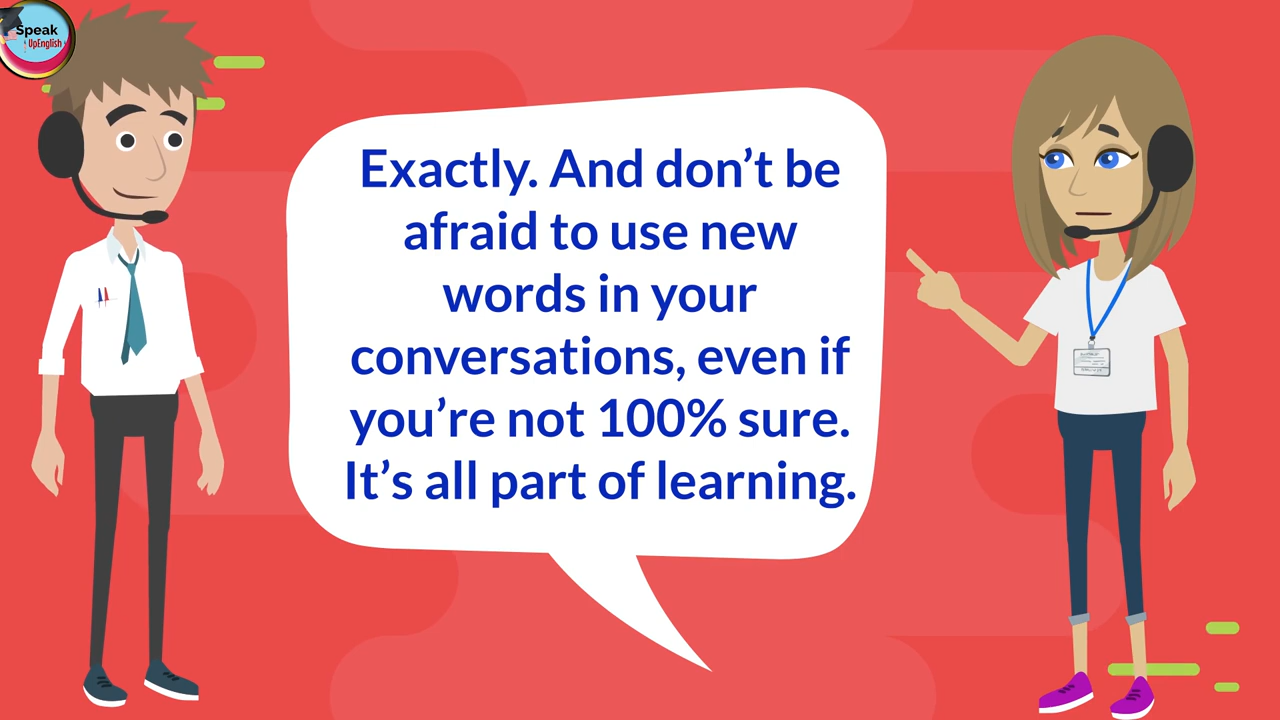 Speak
UpEnglish
Exactly. And don’t be
afraid to use new
words in your
conversations, even if
you’re not 100% sure.
It’s all part of learning.